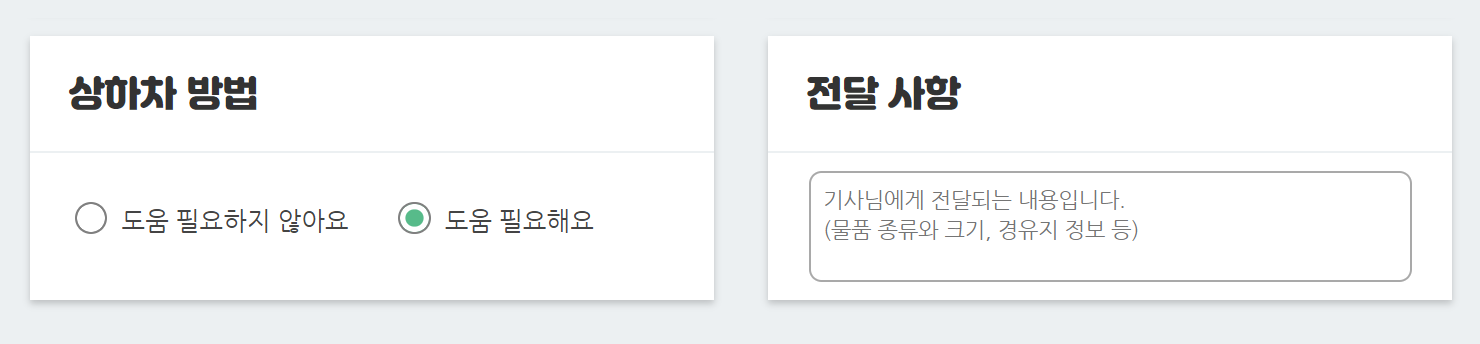 상하차 방법
도움 필요하지 않아요
도움 필요해요
전달 사항
기사님에게 전달되는 내용입니다.
(물품 종류와 크기, 경유지 정보 등)